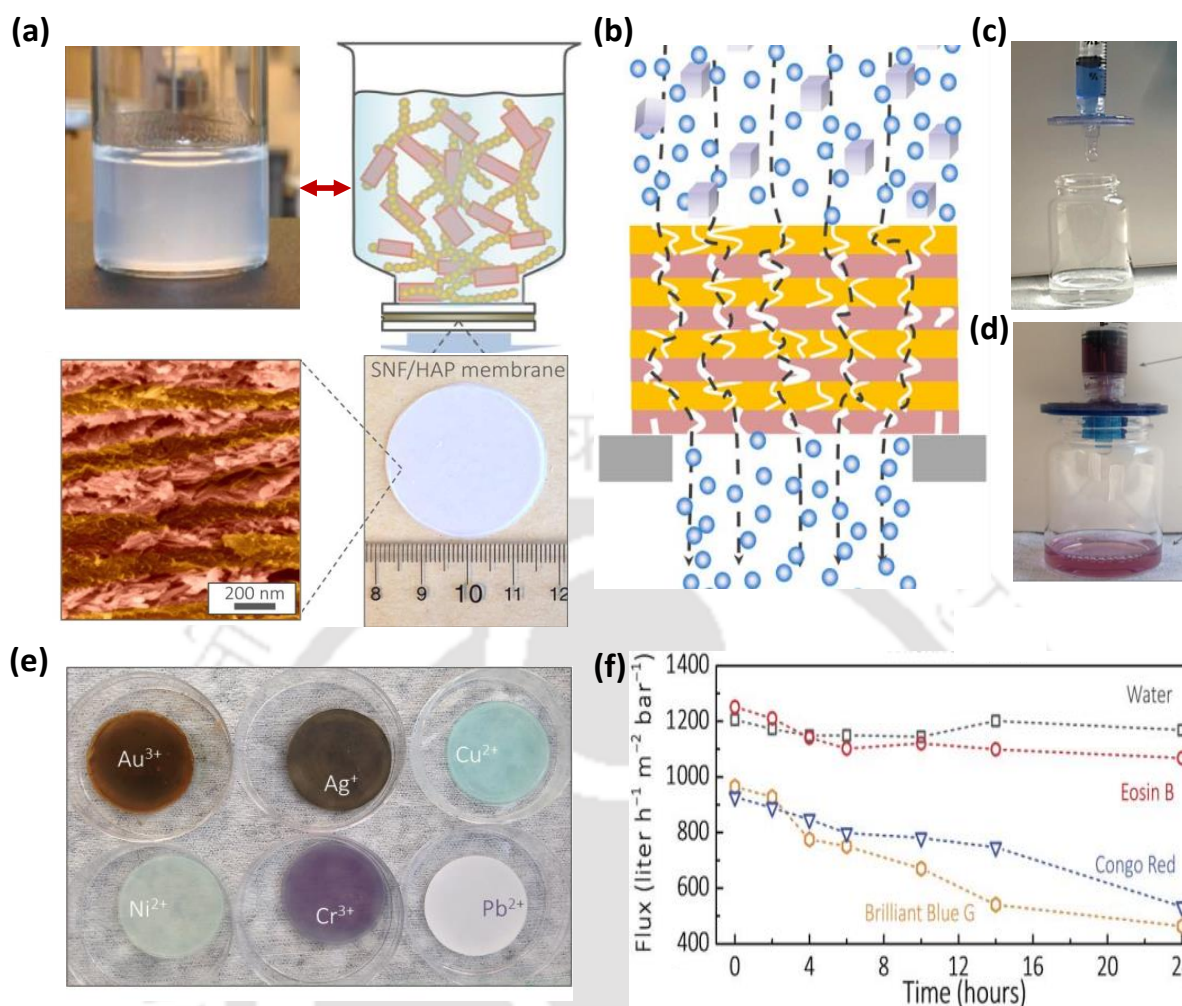 (a)
(b)
(c)
(d)
SNF/HAP membrane
200 nm
8 9 10 11 12
(e)
Au³⁺
Ag⁺
Cu²⁺
Ni²⁺
Cr³⁺
Pb²⁺
(f)
Flux (liter h⁻¹ m⁻² bar⁻¹)
1400
1200
1000
800
600
400
Water
Eosin B
Congo Red
Brilliant Blue G
0 4 8 12 16 20 24
Time (hours)